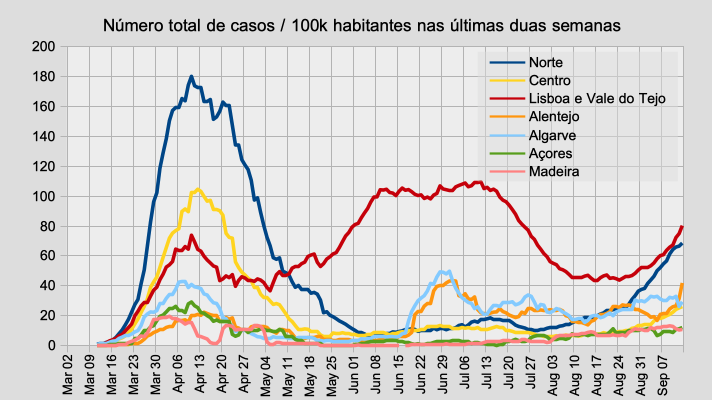 Número total de casos / 100k habitantes nas últimas duas semanas
200
180
160
140
120
100
80
60
40
20
0
Norte
Centro
Lisboa e Vale do Tejo
Alentejo
Algarve
Açores
Madeira
Mar 02
Mar 09
Mar 16
Mar 23
Mar 30
Apr 06
Apr 13
Apr 20
Apr 27
May 04
May 11
May 18
May 25
Jun 01
Jun 08
Jun 15
Jun 22
Jun 29
Jul 06
Jul 13
Jul 20
Jul 27
Aug 03
Aug 10
Aug 17
Aug 24
Aug 31
Sep 07